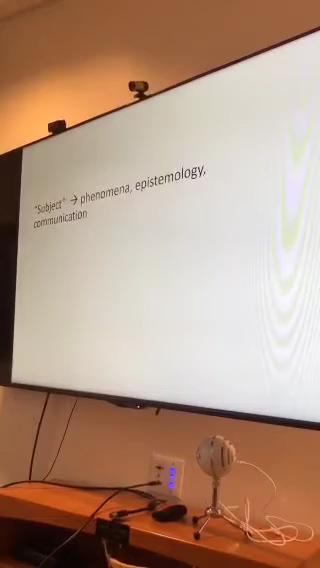 "Subject" → phenomena, epistemology,
communication